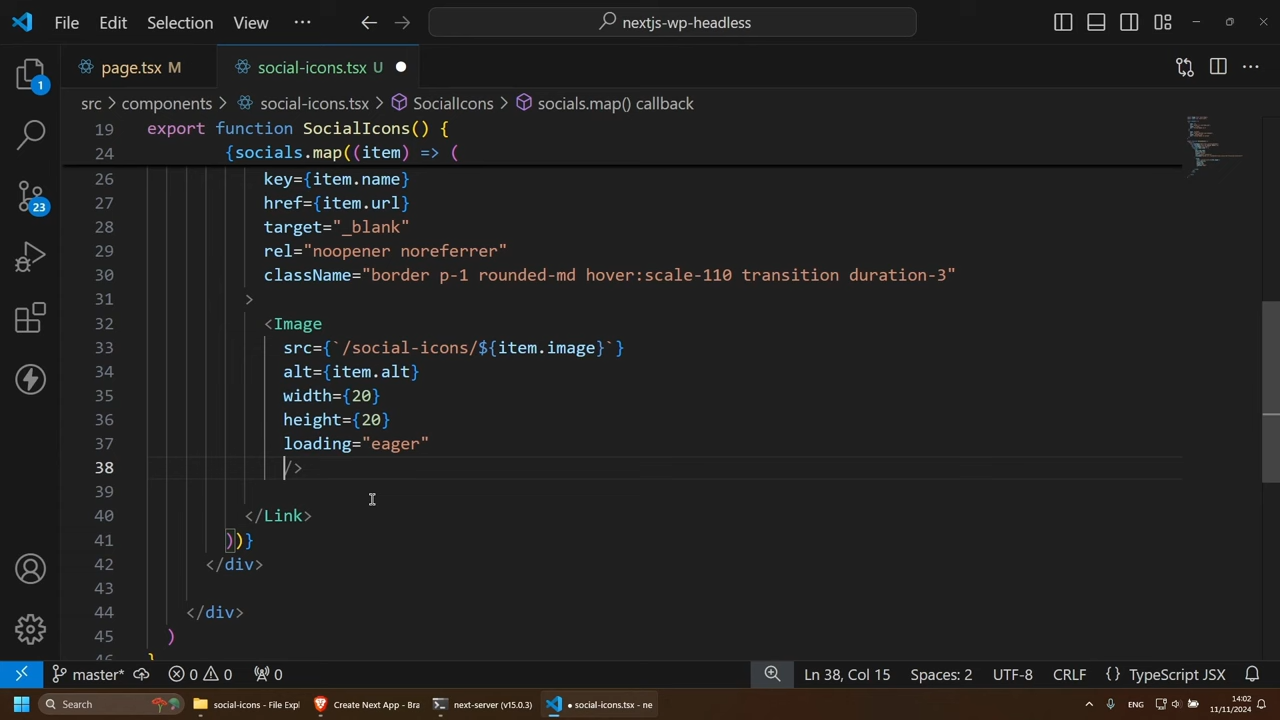 File Edit Selection View ··· nextjs-wp-headless
page.tsx M social-icons.tsx U
1
src > components > social-icons.tsx > SocialIcons > socials.map() callback
19 export function SocialIcons() {
24 {socials.map((item) => (
26 key={item.name}
27 href={item.url}
28 target="_blank"
29 rel="noopener noreferrer"
30 className="border p-1 rounded-md hover:scale-110 transition duration-3"
31 >
32 <Image
33 src={`/social-icons/${item.image}`}
34 alt={item.alt}
35 width={20}
36 height={20}
37 loading="eager"
38 />
39
40 </Link>
41 ))}
42 </div>
43
44 </div>
45 )
46 }
23
master* 0 0 0 Ln 38, Col 15 Spaces: 2 UTF-8 CRLF {} TypeScript JSX
Search social-icons - File Expl Create Next App - Bra next-server (v15.0.3) • social-icons.tsx - ne ENG 14:02
11/11/2024